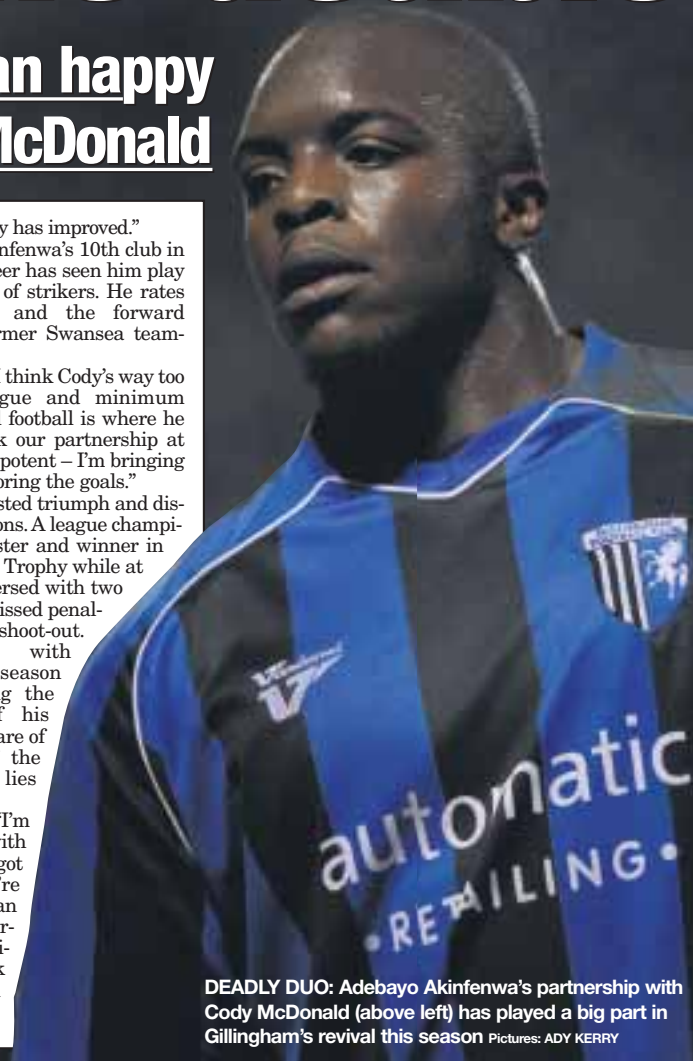 an happy
McDonald
y has improved.”
nfenwa’s 10th club in
eer has seen him play
of strikers. He rates
and the forward
rmer Swansea team-
I think Cody’s way too
gue and minimum
l football is where he
k our partnership at
potent – I’m bringing
oring the goals.”
sted triumph and dis-
ons. A league champi-
ster and winner in
Trophy while at
ersed with two
issed penal-
shoot-out.
with
season
g the
f his
are of
the
lies
“I’m
with
got
’re
an
r-
i-
k
automatic
• RETAILING •
DEADLY DUO: Adebayo Akinfenwa’s partnership with
Cody McDonald (above left) has played a big part in
Gillingham’s revival this season Pictures: ADY KERRY